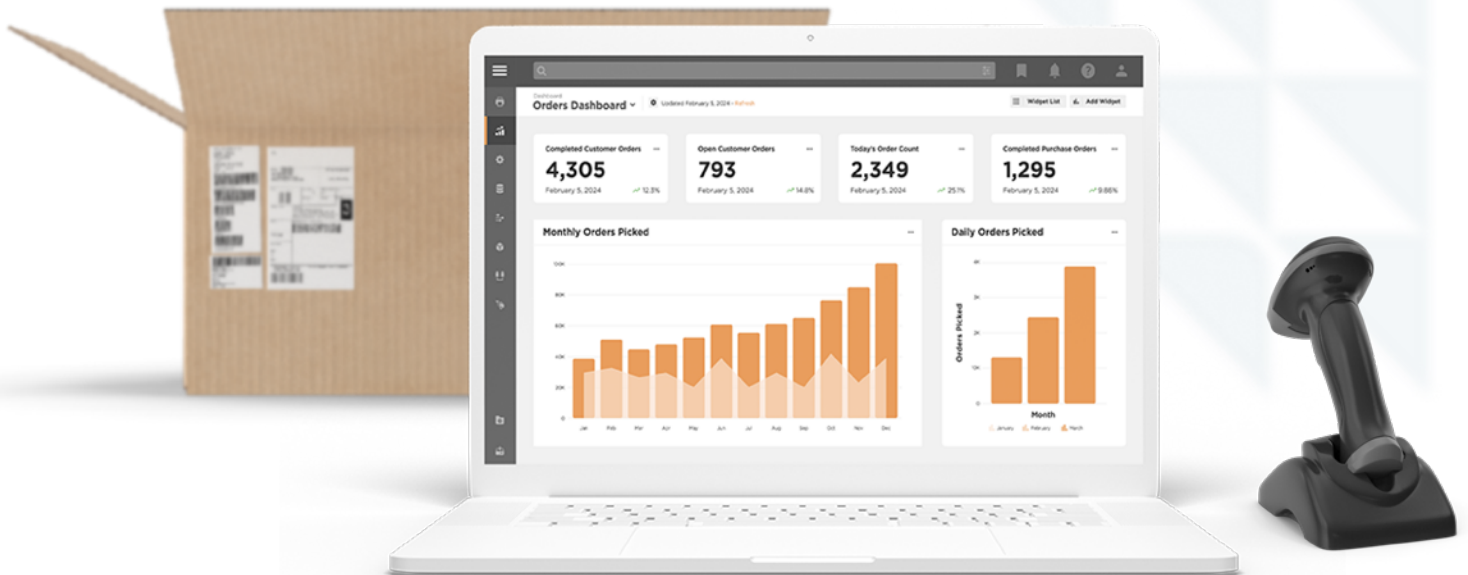 Dashboard
Orders Dashboard
Updated February 5, 2024 - Refresh
Widget List
Add Widget
Completed Customer Orders
4,305
February 5, 2024
12.3%
Open Customer Orders
793
February 5, 2024
14.8%
Today's Order Count
2,349
February 5, 2024
25.1%
Completed Purchase Orders
1,295
February 5, 2024
9.86%
Monthly Orders Picked
80K
60K
40K
20K
0
Jan Feb Mar Apr May Jun Jul Aug Sep Oct Nov Dec
Daily Orders Picked
Orders Picked
4K
3K
2K
0
Month
January February March